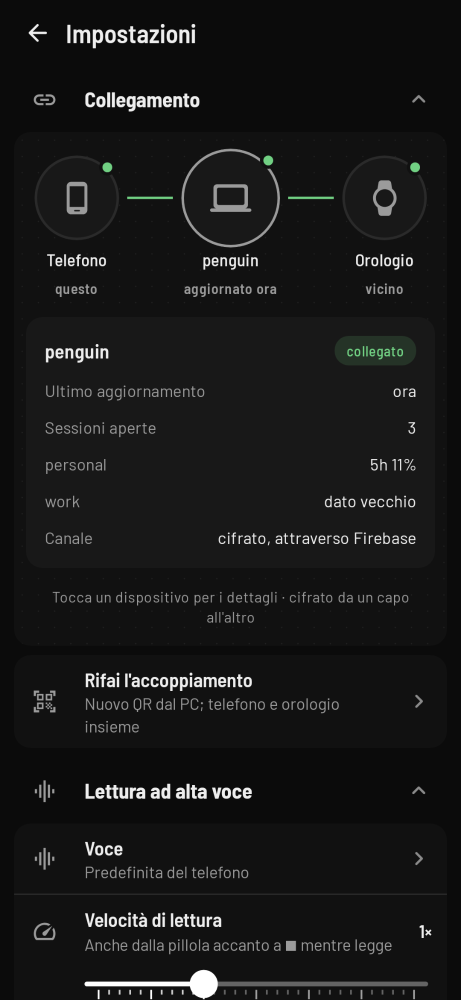 Impostazioni
Collegamento
Telefono
penguin
Orologio
questo
aggiornato ora
vicino
penguin
collegato
Ultimo aggiornamento
ora
Sessioni aperte
3
personal
5h 11%
work
dato vecchio
Canale
cifrato, attraverso Firebase
Tocca un dispositivo per i dettagli · cifrato da un capo
all'altro
Rifai l'accoppiamento
Nuovo QR dal PC; telefono e orologio
insieme
Lettura ad alta voce
Voce
Predefinita del telefono
Velocità di lettura
1×
Anche dalla pillola accanto a ■ mentre legge